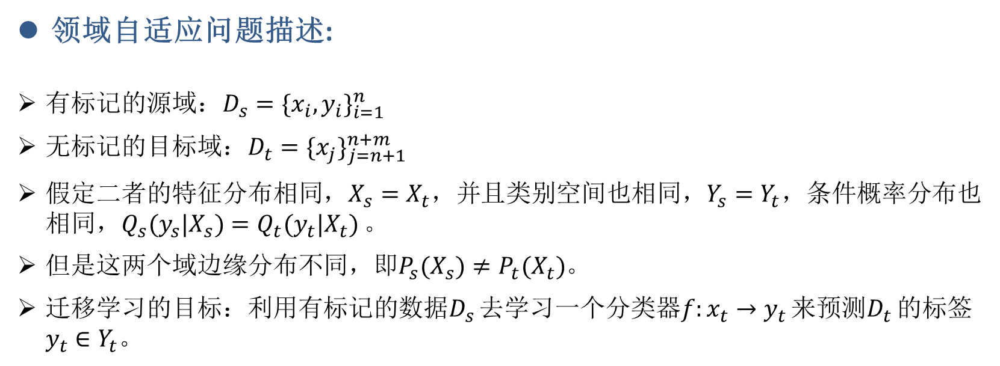 ● 领域自适应问题描述:
➢ 有标记的源域：$D_s = \{x_i, y_i\}_{i=1}^{n}$
➢ 无标记的目标域：$D_t = \{x_j\}_{j=n+1}^{n+m}$
➢ 假定二者的特征分布相同，$X_s = X_t$，并且类别空间也相同，$Y_s = Y_t$，条件概率分布也
相同，$Q_s(y_s|X_s) = Q_t(y_t|X_t)$ 。
➢ 但是这两个域边缘分布不同，即$P_s(X_s) \neq P_t(X_t)$。
➢ 迁移学习的目标：利用有标记的数据$D_s$ 去学习一个分类器$f: x_t \rightarrow y_t$ 来预测$D_t$ 的标签
$y_t \in Y_t$。